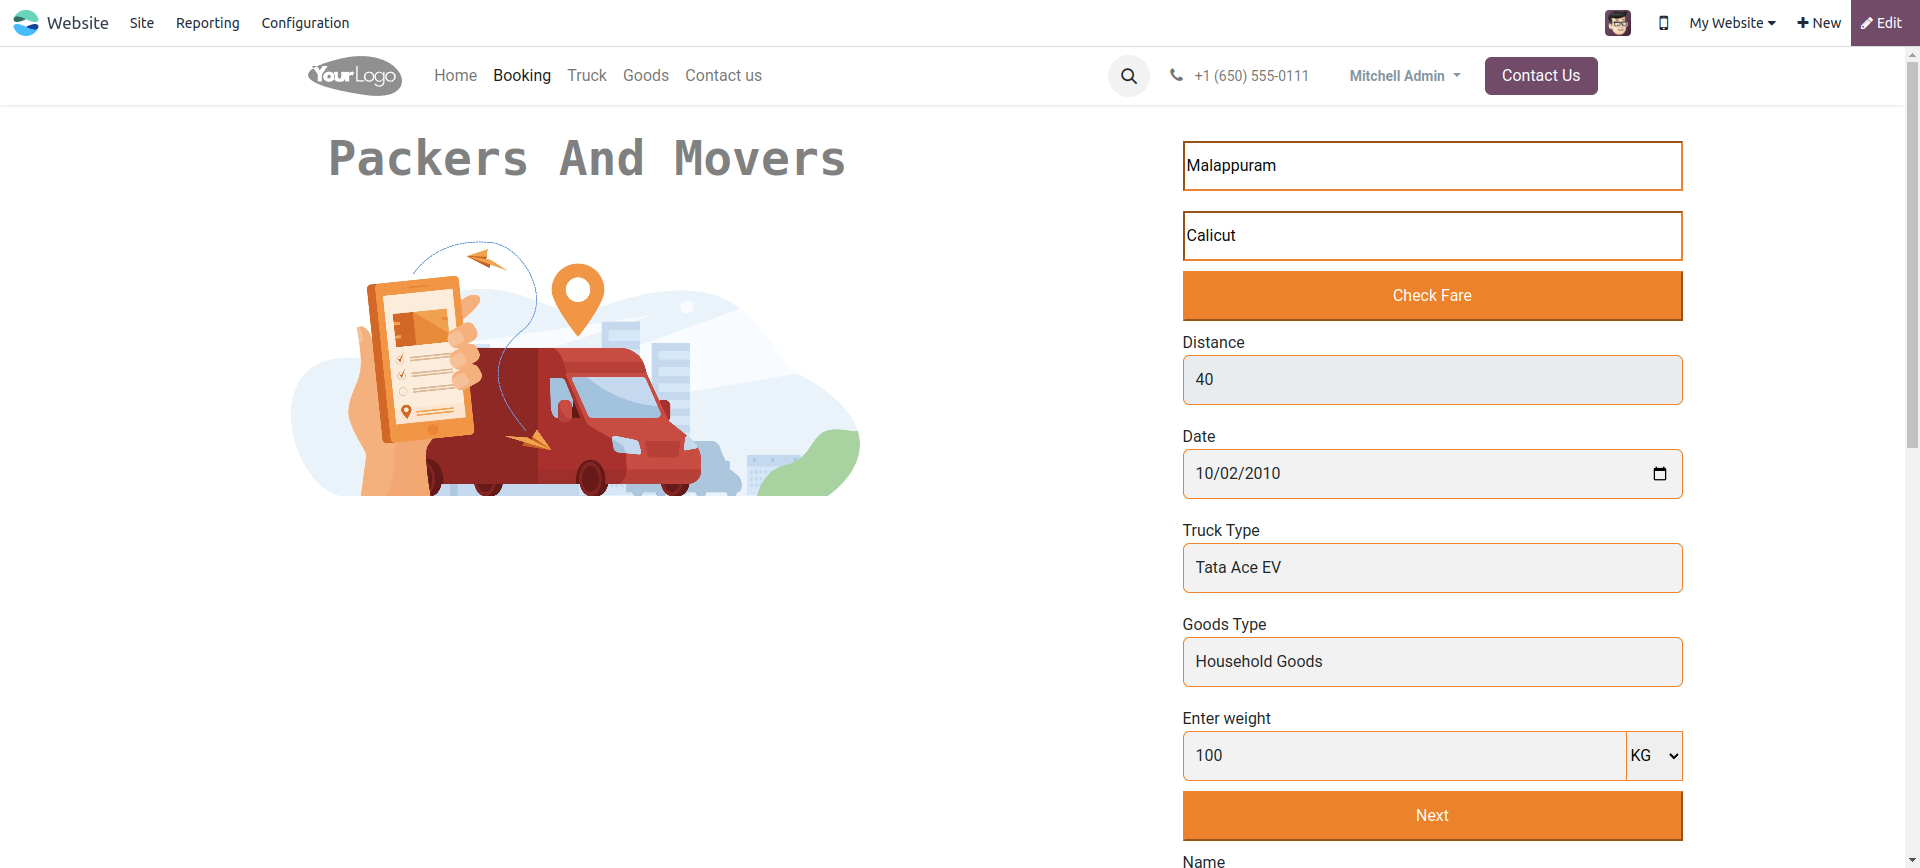 Website Site Reporting Configuration My Website New Edit
YourLogo Home Booking Truck Goods Contact us +1 (650) 555-0111 Mitchell Admin Contact Us
Packers And Movers
Malappuram
Calicut
Check Fare
Distance
40
Date
10/02/2010
Truck Type
Tata Ace EV
Goods Type
Household Goods
Enter weight
100 KG
Next
Name